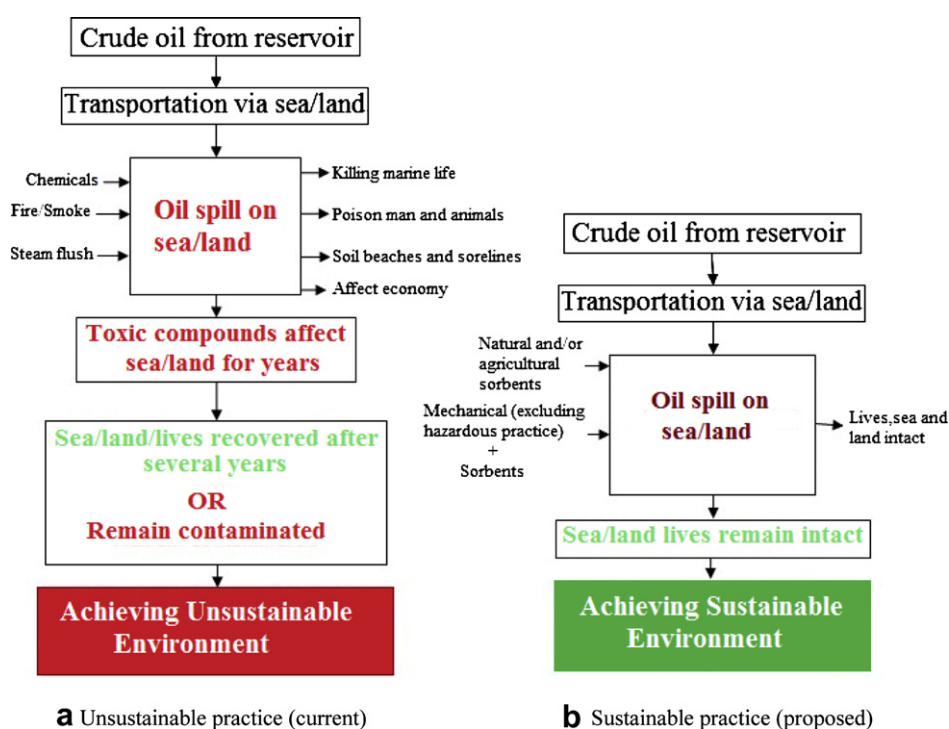 Crude oil from reservoir
Transportation via sea/land
Chemicals
Fire/Smoke
Steam flush
Oil spill on
sea/land
Killing marine life
Poison man and animals
Soil beaches and sorelines
Affect economy
Toxic compounds affect
sea/land for years
Sea/land/lives recovered after
several years
OR
Remain contaminated
Achieving Unsustainable
Environment
a Unsustainable practice (current)
Crude oil from reservoir
Transportation via sea/land
Natural and/or
agricultural
sorbents
Mechanical (excluding
hazardous practice)
+
Sorbents
Oil spill on
sea/land
Lives,sea and
land intact
Sea/land lives remain intact
Achieving Sustainable
Environment
b Sustainable practice (proposed)